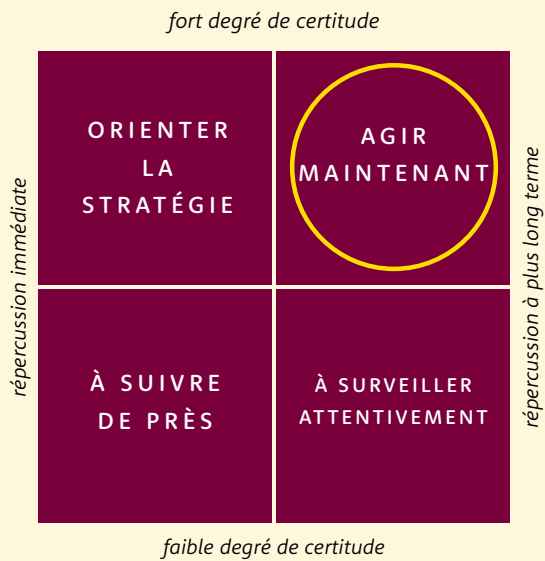 fort degré de certitude
répercussion immédiate
ORIENTER
LA
STRATÉGIE
AGIR
MAINTENANT
répercussion à plus long terme
À SUIVRE
DE PRÈS
À SURVEILLER
ATTENTIVEMENT
faible degré de certitude